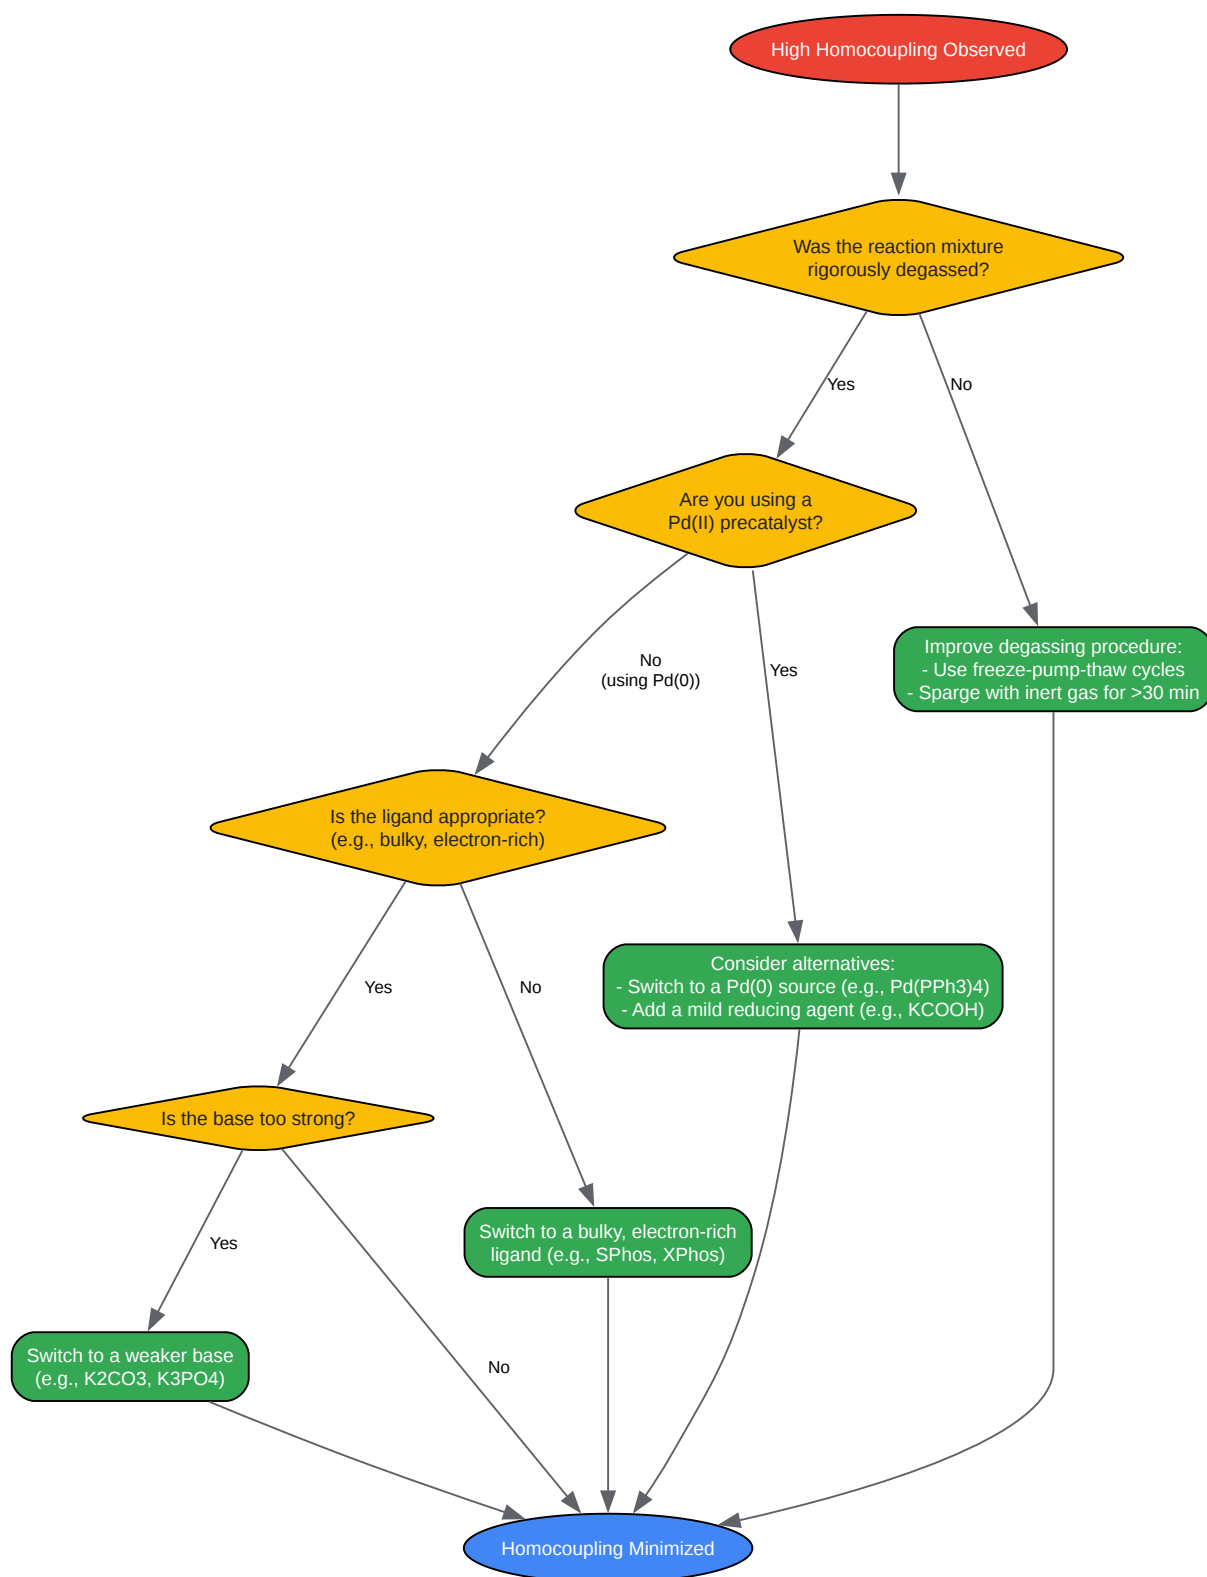 High Homocoupling Observed
Was the reaction mixture
rigorously degassed?
Yes
No
Are you using a
Pd(II) precatalyst?
No
(using Pd(0))
Yes
Improve degassing procedure:
- Use freeze-pump-thaw cycles
- Sparge with inert gas for >30 min
Is the ligand appropriate?
(e.g., bulky, electron-rich)
Yes
No
Consider alternatives:
- Switch to a Pd(0) source (e.g., Pd(PPh3)4)
- Add a mild reducing agent (e.g., KCOOH)
Is the base too strong?
Yes
No
Switch to a bulky, electron-rich
ligand (e.g., SPhos, XPhos)
Switch to a weaker base
(e.g., K2CO3, K3PO4)
Homocoupling Minimized